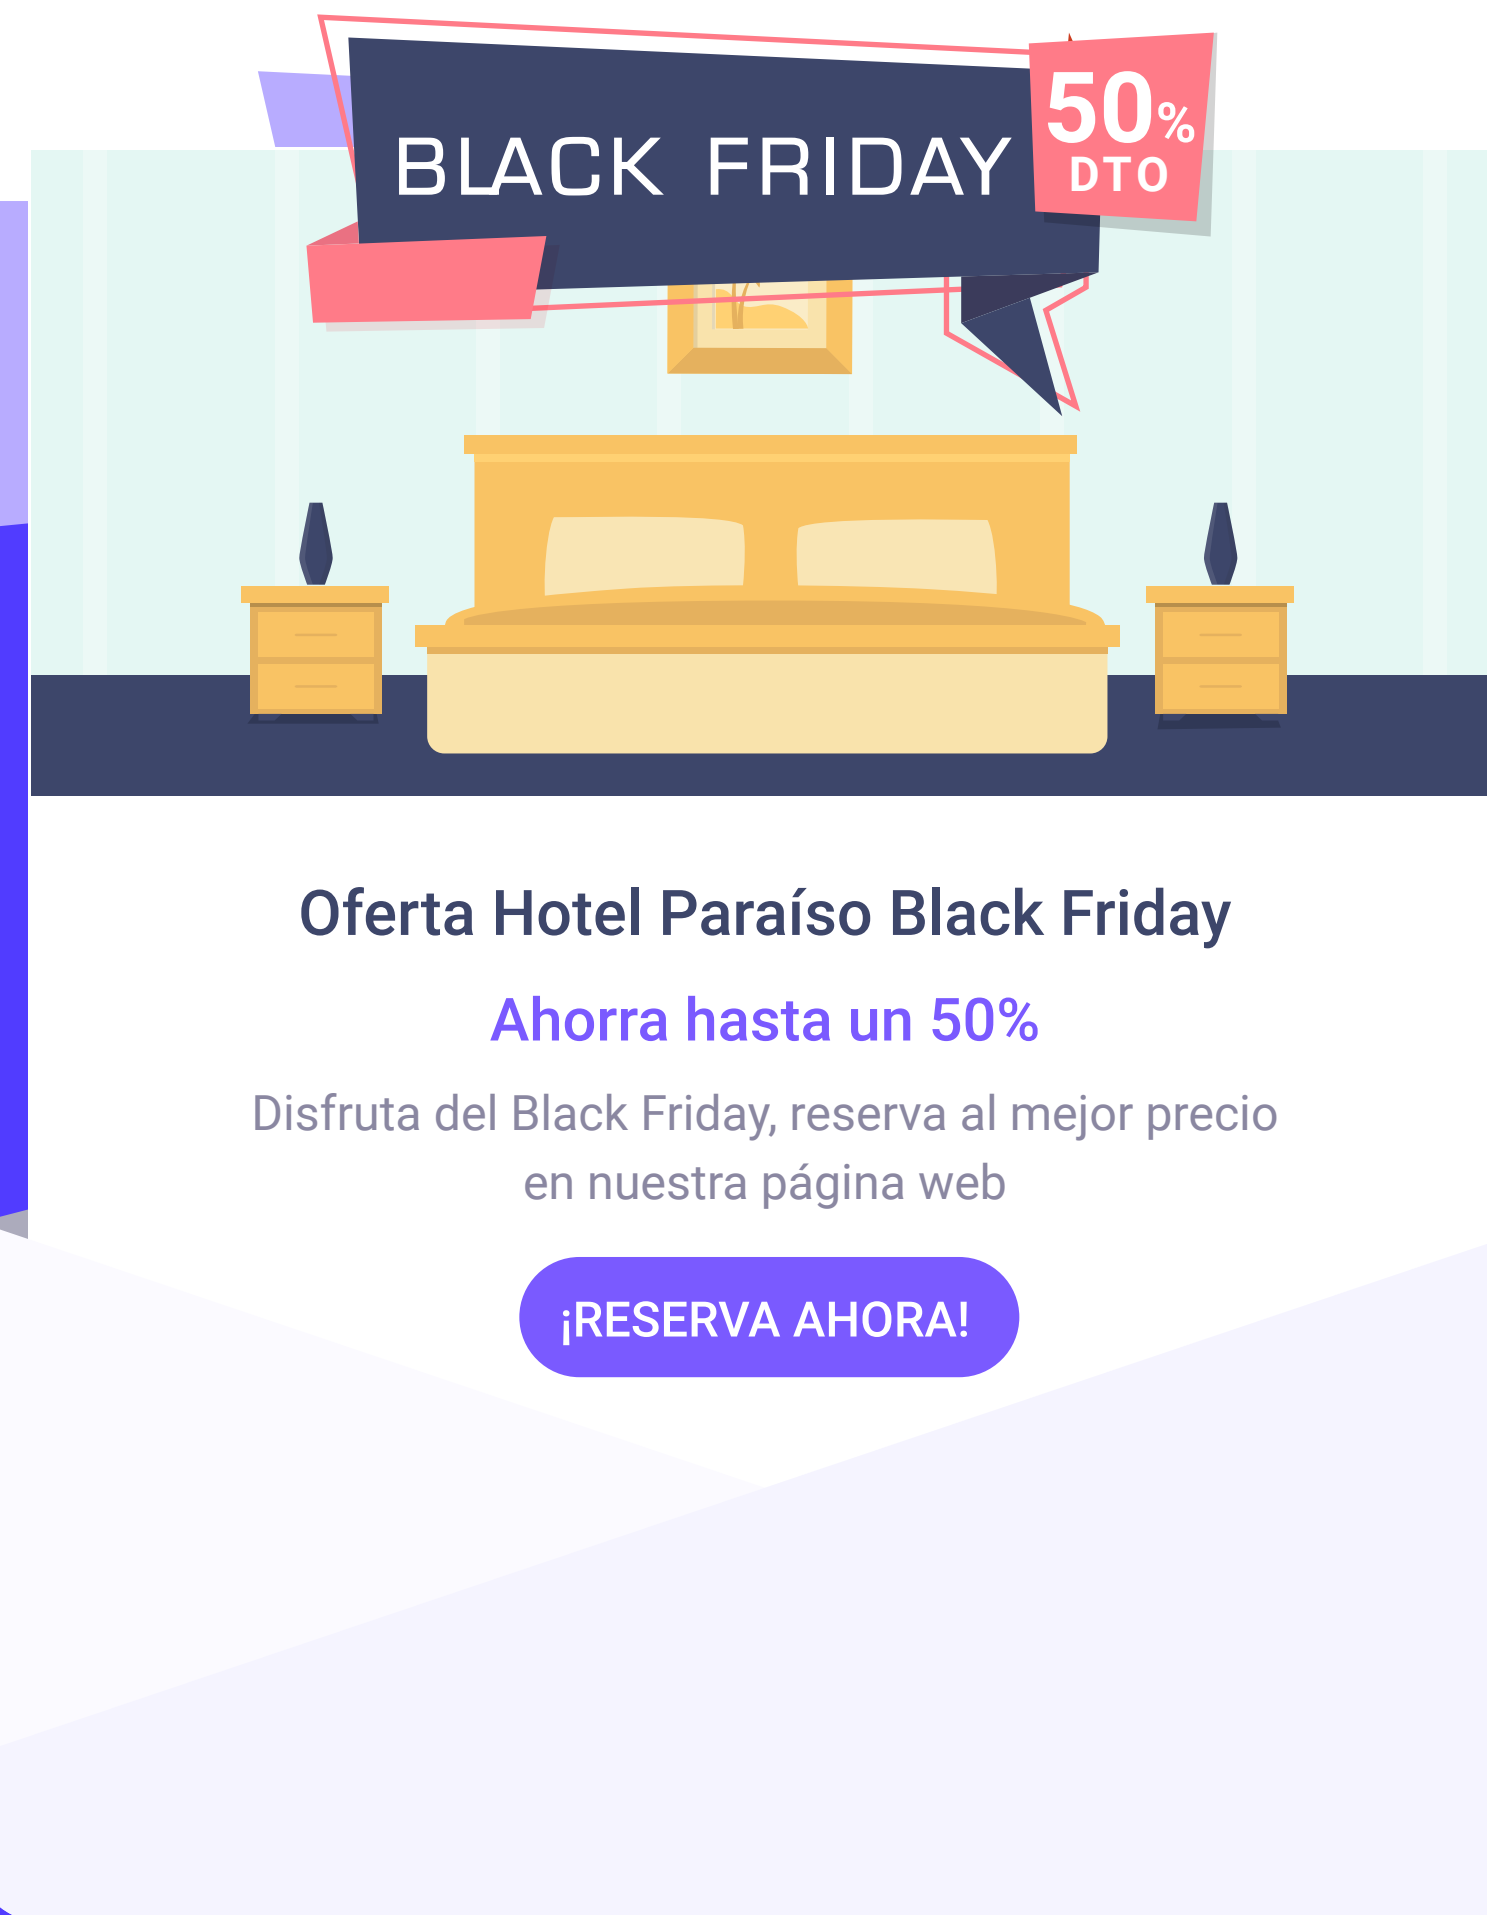 BLACK FRIDAY
50%
DTO
Oferta Hotel Paraíso Black Friday
Ahorra hasta un 50%
Disfruta del Black Friday, reserva al mejor precio
en nuestra página web
¡RESERVA AHORA!